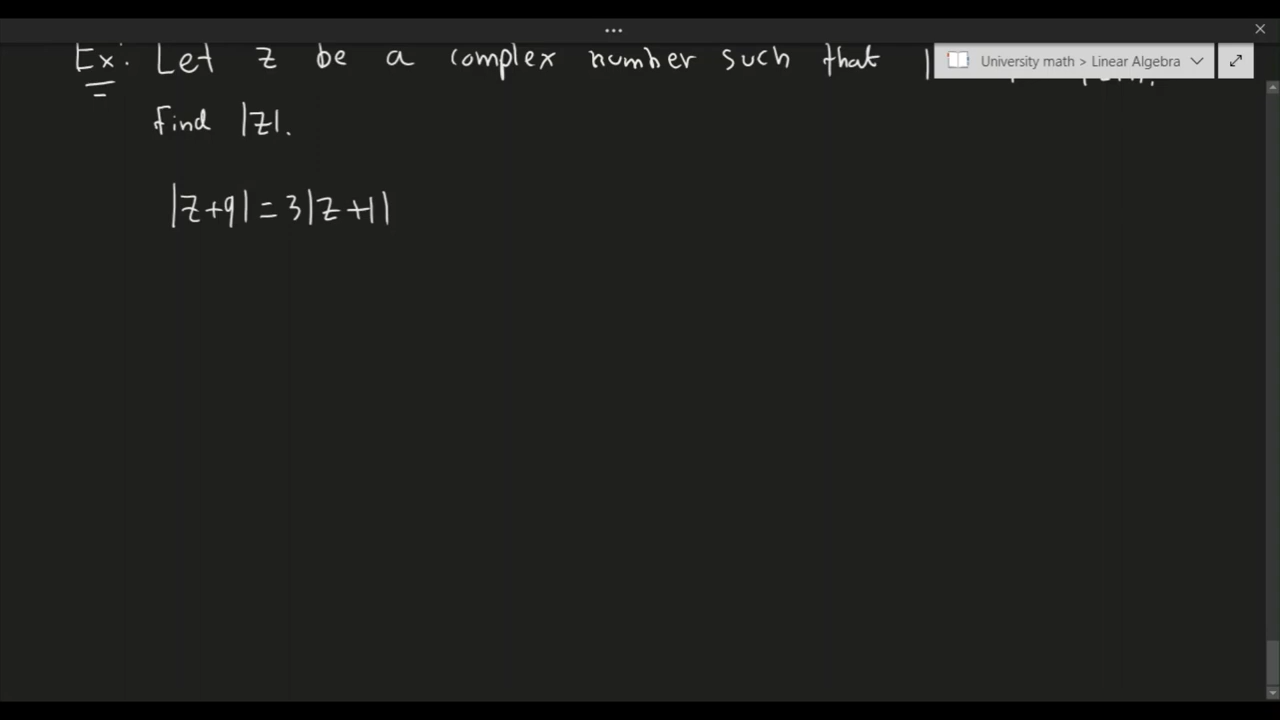 Ex: Let z be a complex number such that
University math > Linear Algebra
find |z|.
|z+9| = 3|z+1|